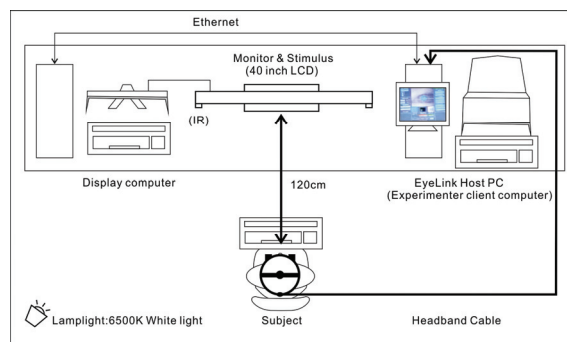 Ethernet
Monitor & Stimulus
(40 inch LCD)
(IR)
Display computer
120cm
EyeLink Host PC
(Experimenter client computer)
Lamplight:6500K White light
Subject
Headband Cable